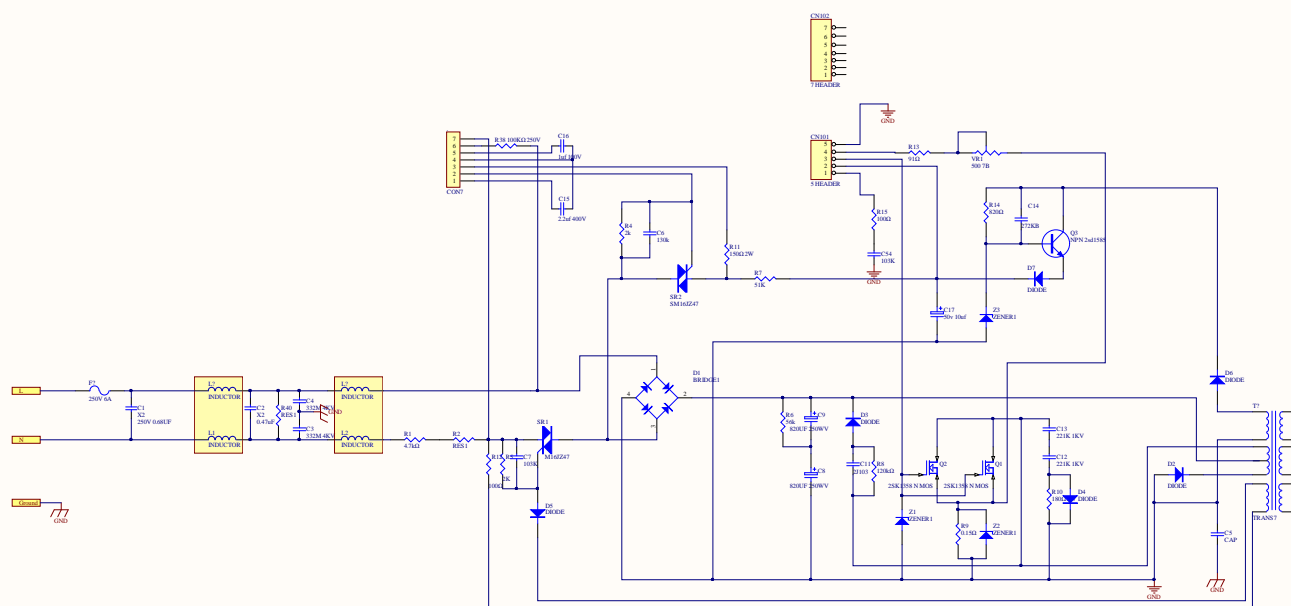 CN102
7
6
5
4
3
2
1
7 HEADER
GND
CN101
5
4
3
2
1
5 HEADER
R13
91Ω
VR1
500 7B
R38 100KΩ 250V
C16
7
6
5
4
3
2
1
CON7
C15
2.2uf 400V
R15
100Ω
C54
103K
GND
R14
820Ω
C14
272KB
Q3
D7
DIODE
R4
2k
C6
130k
R11
150Ω 2W
R7
51K
SR2
SM16JZ47
C17
50v 10uf
Z3
ZENER1
D6
DIODE
L
F?
250V 6A
C1
X2
250V 0.68UF
L?
INDUCTOR
L1
INDUCTOR
C2
X2
0.47uF
R40
RES1
C4
GND
C3
332M 4KV
L?
INDUCTOR
L2
INDUCTOR
N
R1
4.7kΩ
R2
RES1
SR1
M16JZ47
C7
103K
2K
100Ω
D5
DIODE
D1
BRIDGE1
1
2
3
4
R6
56k
C9
820UF 250WV
C8
820UF 250WV
D3
DIODE
C11
2J103
R8
120kΩ
Q2
2SK1358 N MOS
Q1
2SK1358 N MOS
Z1
ZENER1
R9
0.15Ω
Z2
ZENER1
C13
221K 1KV
C12
221K 1KV
R10
D4
DIODE
D2
DIODE
T?
TRANS7
C5
CAP
GND
GND
Ground
GND